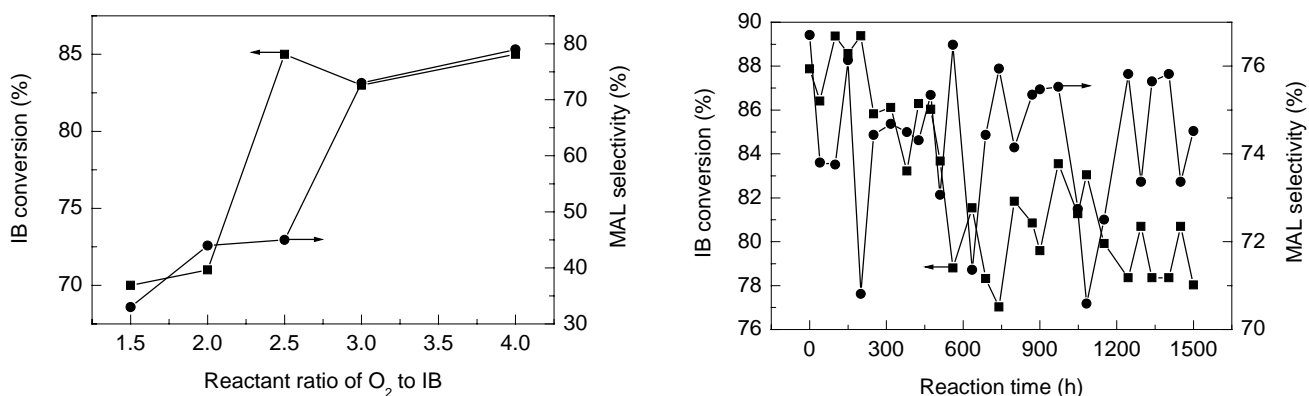 85
80
75
70
IB conversion (%)
80
70
60
50
40
30
MAL selectivity (%)
1.5 2.0 2.5 3.0 3.5 4.0
Reactant ratio of O₂ to IB
90
88
86
84
82
80
78
76
IB conversion (%)
76
74
72
70
MAL selectivity (%)
0 300 600 900 1200 1500
Reaction time (h)